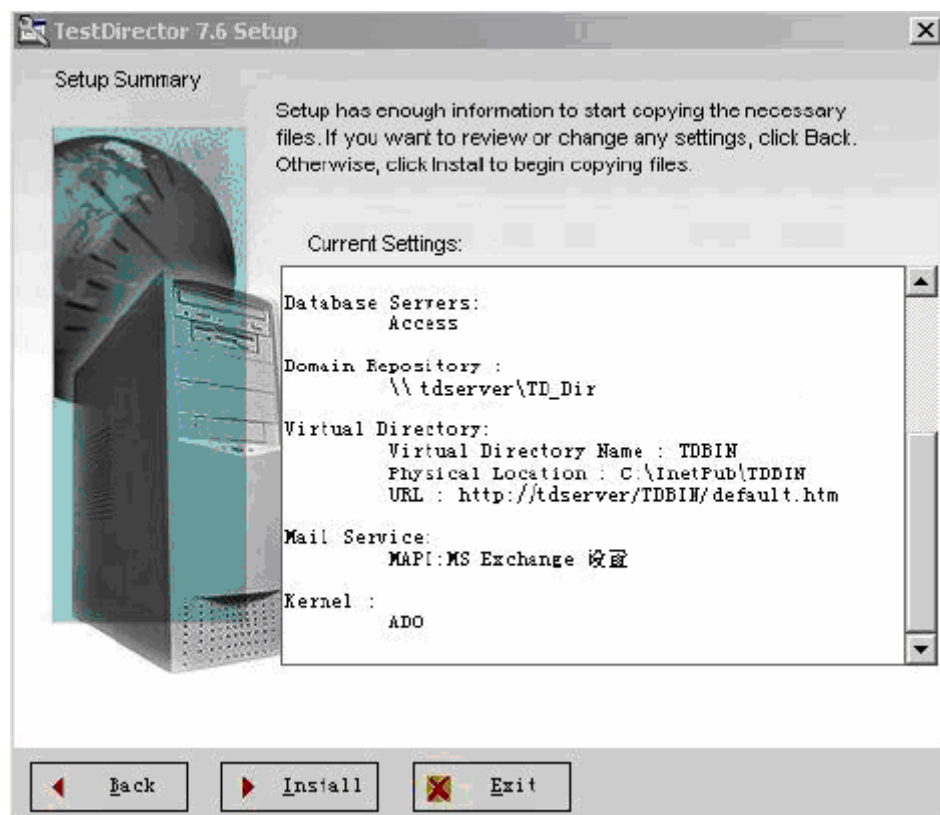 TestDirector 7.6 Setup
Setup Summary
Setup has enough information to start copying the necessary
files. If you want to review or change any settings, click Back.
Otherwise, click Instal to begin copying files.
Current Settings:
Database Servers:
Access
Domain Repository :
\\ tdserver\TD_Dir
Virtual Directory:
Virtual Directory Name : TDBIN
Physical Location : C:\InetPub\TDBIN
URL : http://tdserver/TDBIN/default.htm
Mail Service:
MAPI:MS Exchange 设置
Kernel :
ADO
Back
Install
Exit